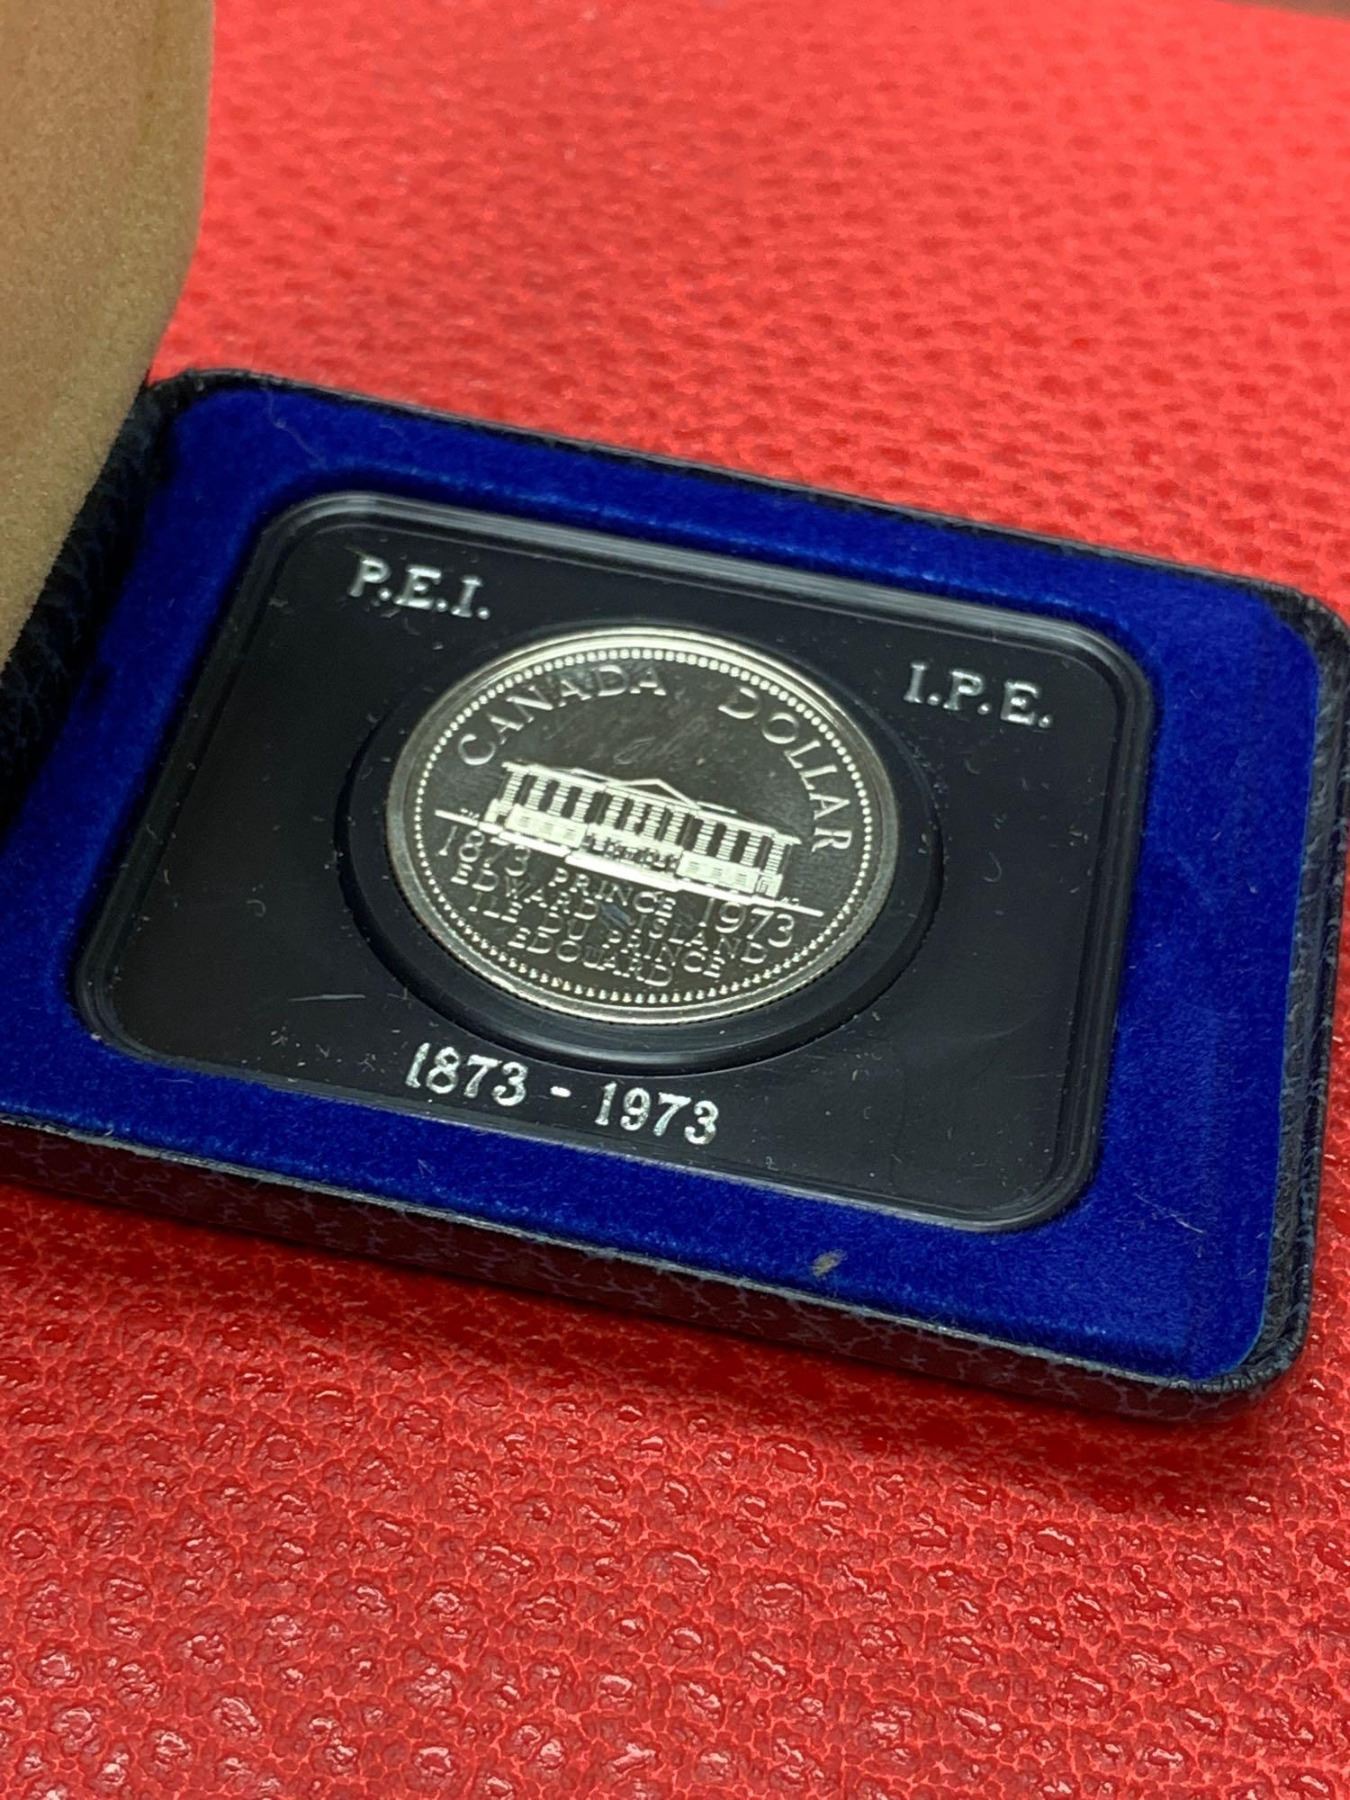 P.E.I.
I.P.E.
CANADA DOLLAR
1873 1973
PRINCE
EDWARD ISLAND
ILE DU PRINCE
EDOUARD
1873 - 1973